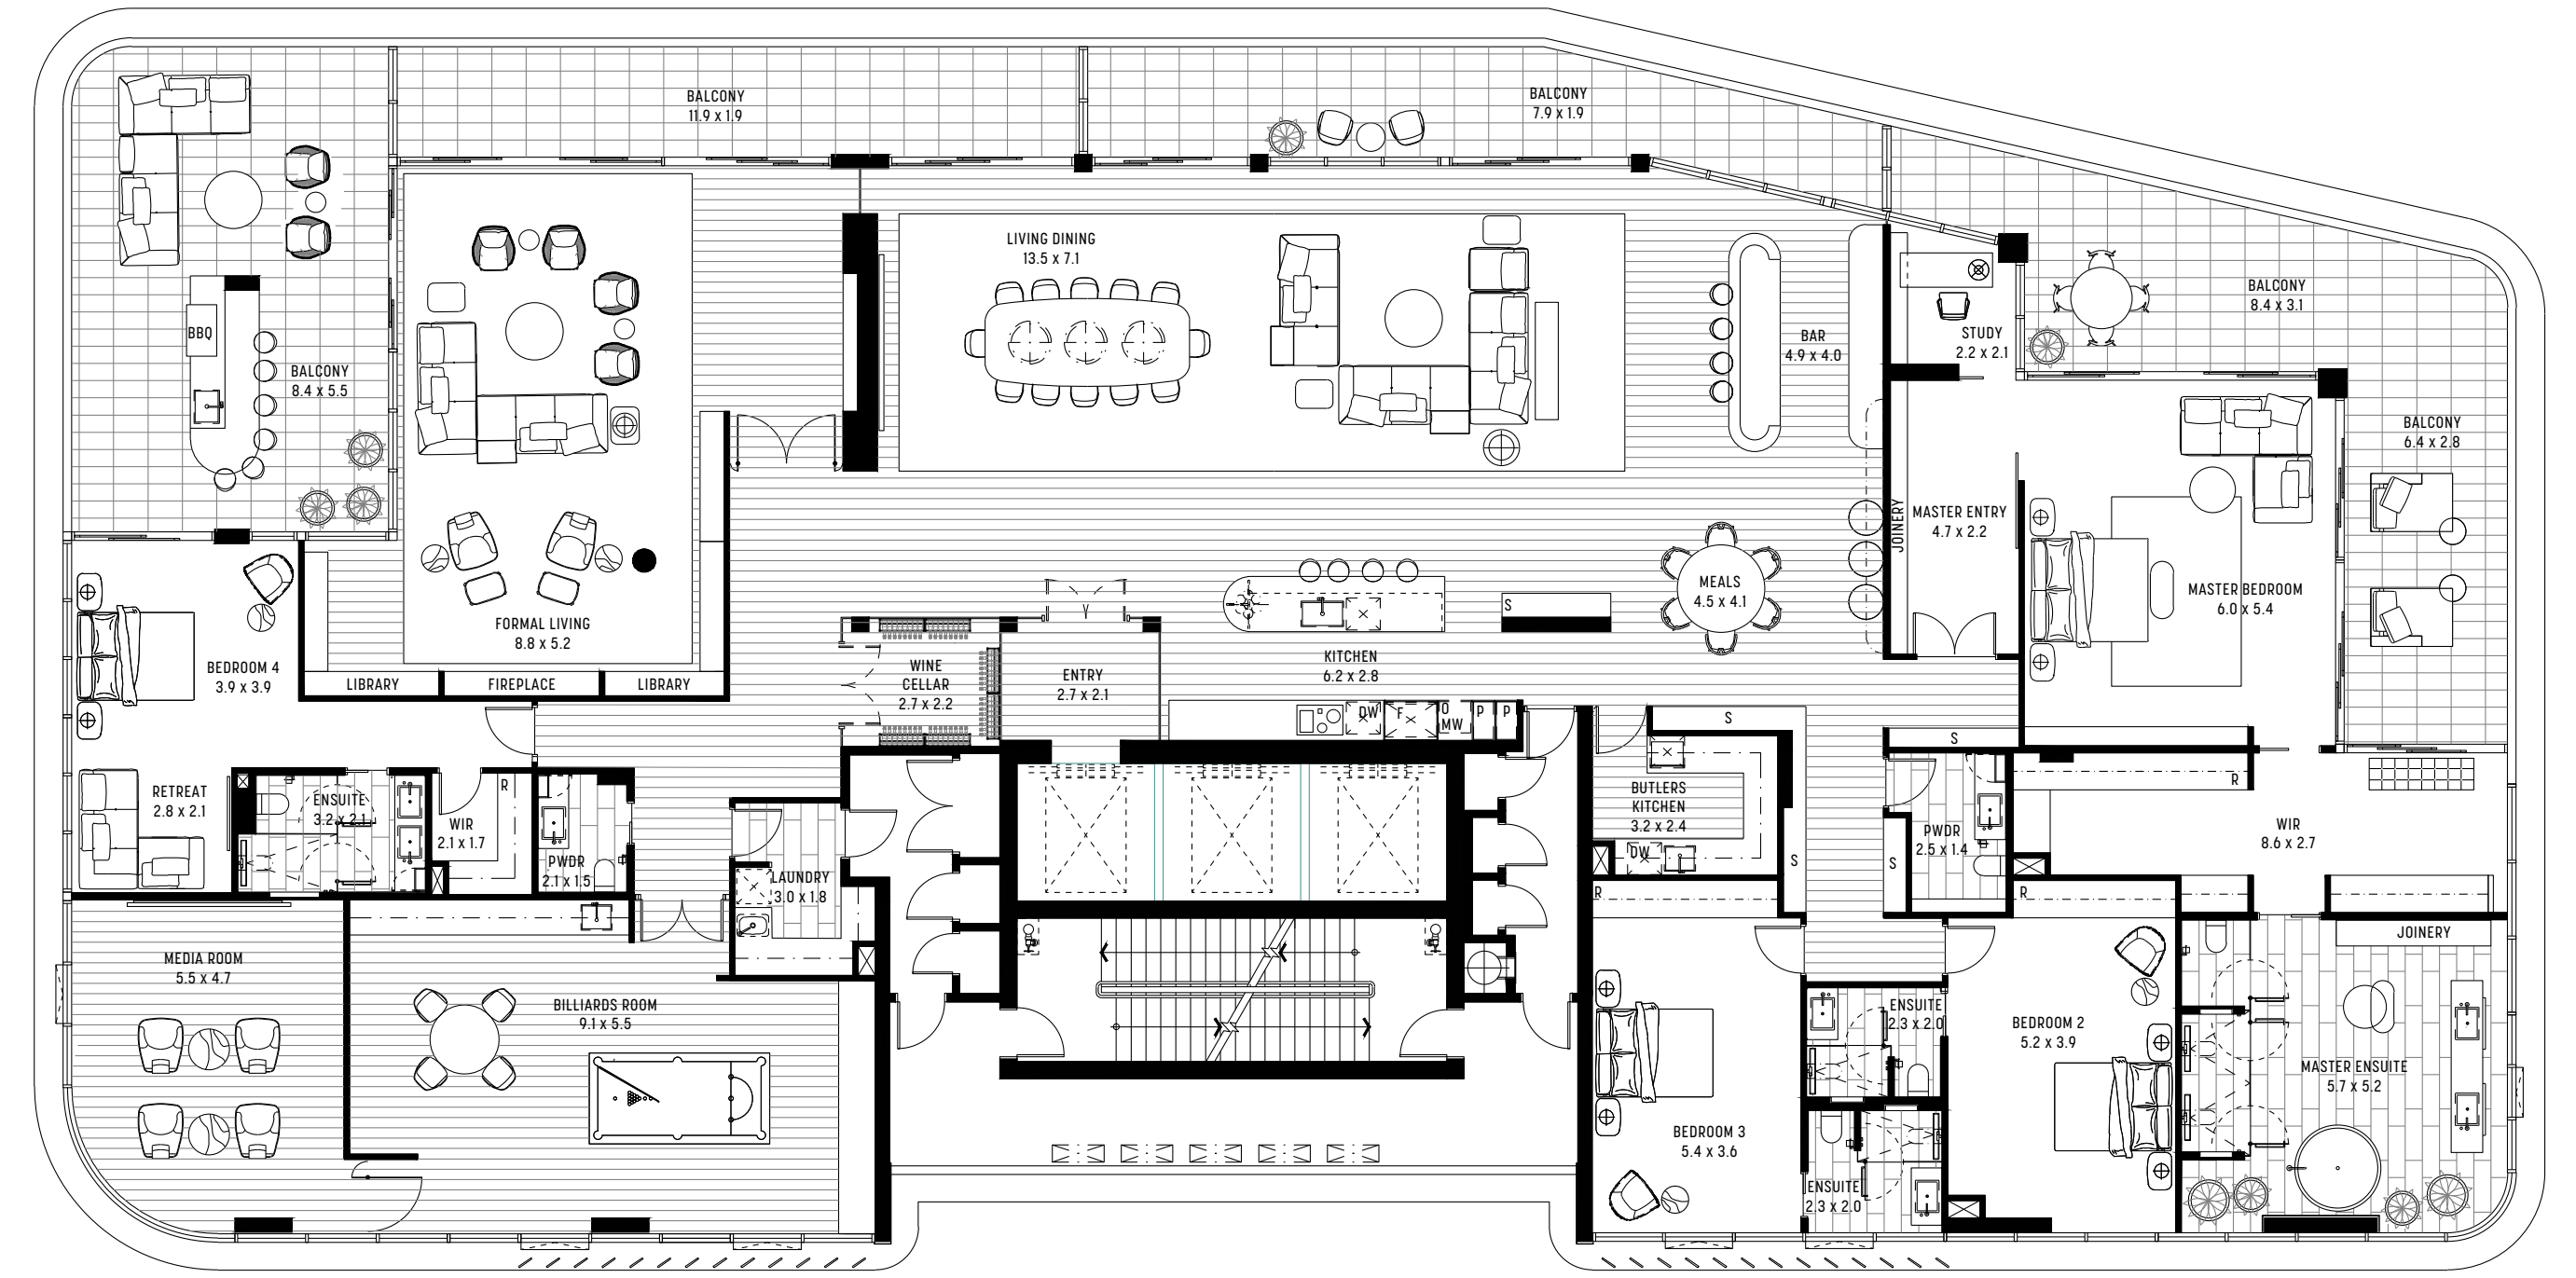 BALCONY
11.9 x 1.9
BALCONY
7.9 x 1.9
LIVING DINING
13.5 x 7.1
BALCONY
8.4 x 3.1
BBQ
BALCONY
8.4 x 5.5
BAR
4.9 x 4.0
STUDY
2.2 x 2.1
BALCONY
6.4 x 2.8
JOINERY
MASTER ENTRY
4.7 x 2.2
MEALS
4.5 x 4.1
MASTER BEDROOM
6.0 x 5.4
S
FORMAL LIVING
8.8 x 5.2
BEDROOM 4
3.9 x 3.9
LIBRARY
FIREPLACE
LIBRARY
WINE
CELLAR
2.7 x 2.2
ENTRY
2.7 x 2.1
KITCHEN
6.2 x 2.8
DW
F
O
MW
P
P
S
S
RETREAT
2.8 x 2.1
ENSUITE
3.2 x 2.1
WIR
2.1 x 1.7
R
PWDR
2.1 x 1.5
LAUNDRY
3.0 x 1.8
BUTLERS
KITCHEN
3.2 x 2.4
DW
S
S
PWDR
2.5 x 1.4
R
WIR
8.6 x 2.7
R
R
JOINERY
MEDIA ROOM
5.5 x 4.7
BILLIARDS ROOM
9.1 x 5.5
ENSUITE
2.3 x 2.0
BEDROOM 2
5.2 x 3.9
MASTER ENSUITE
5.7 x 5.2
BEDROOM 3
5.4 x 3.6
ENSUITE
2.3 x 2.0